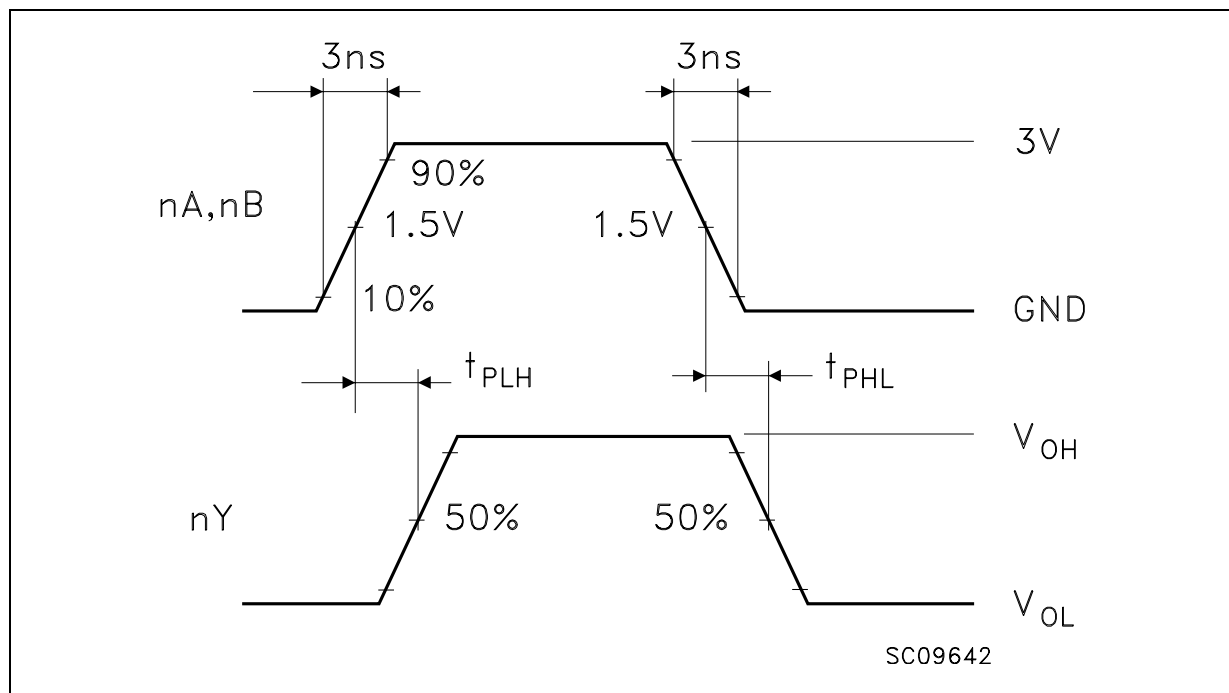 3ns 3ns
3V
90%
nA,nB 1.5V 1.5V
10% GND
tPLH tPHL
VOH
nY 50% 50%
VOL
SC09642